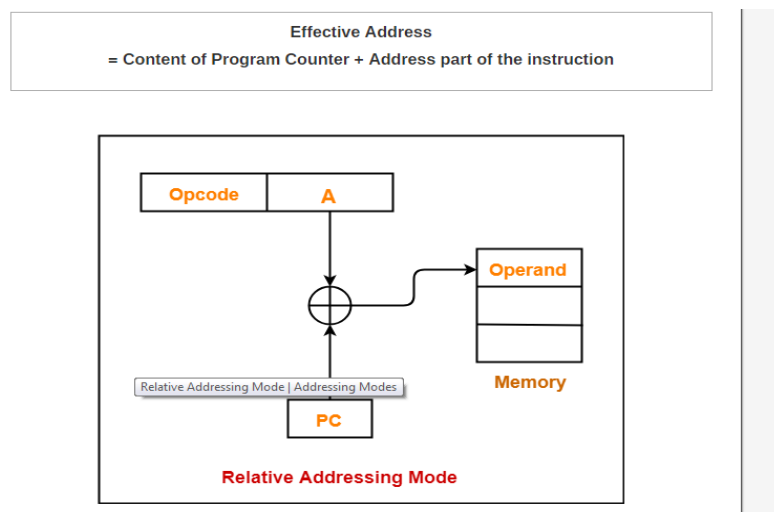 Effective Address
= Content of Program Counter + Address part of the instruction
Opcode
A
Operand
Relative Addressing Mode | Addressing Modes
Memory
PC
Relative Addressing Mode